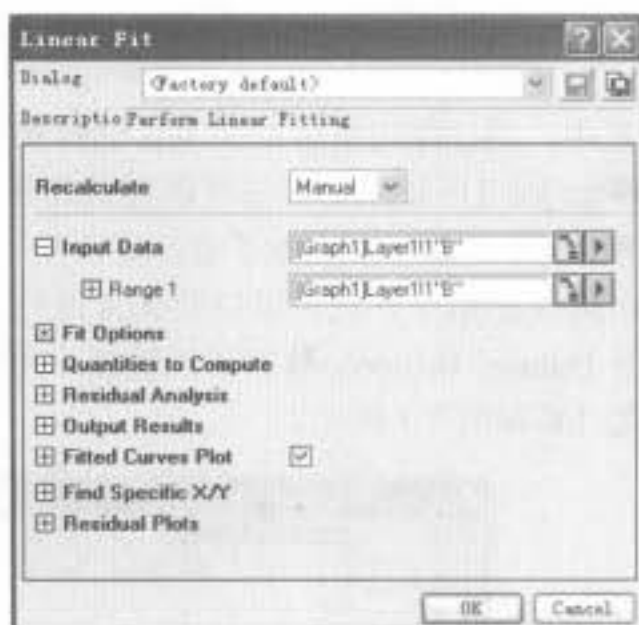 Linear Fit
Dialog <Factory default>
Descriptio Perform Linear Fitting
Recalculate Manual
Input Data [Graph1]Layer1!1"B"
Range 1 [Graph1]Layer1!1"B"
Fit Options
Quantities to Compute
Residual Analysis
Output Results
Fitted Curves Plot
Find Specific X/Y
Residual Plots
OK Cancel